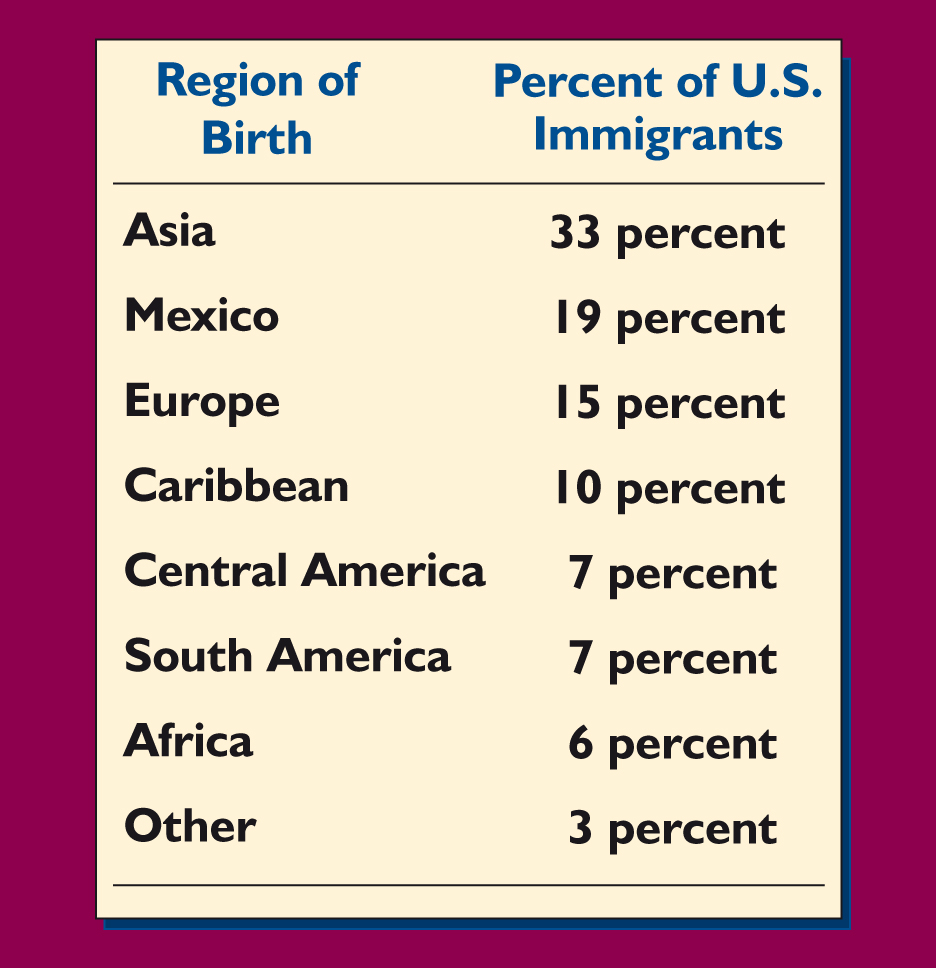 Region of
Birth
Percent of U.S.
Immigrants
Asia 33 percent
Mexico 19 percent
Europe 15 percent
Caribbean 10 percent
Central America 7 percent
South America 7 percent
Africa 6 percent
Other 3 percent